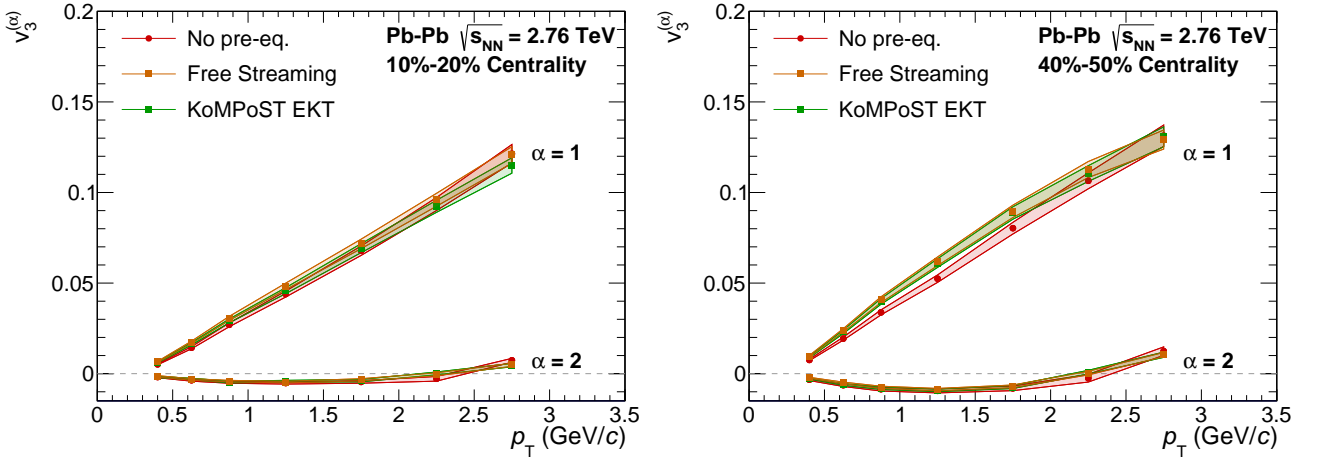 v₃⁽ᵅ⁾
0.2
0.15
0.1
0.05
0
No pre-eq.
Free Streaming
KoMPoST EKT
Pb-Pb √s_NN = 2.76 TeV
10%-20% Centrality
α = 1
α = 2
0 0.5 1 1.5 2 2.5 3 3.5
p_T (GeV/c)
v₃⁽ᵅ⁾
0.2
0.15
0.1
0.05
0
No pre-eq.
Free Streaming
KoMPoST EKT
Pb-Pb √s_NN = 2.76 TeV
40%-50% Centrality
α = 1
α = 2
0 0.5 1 1.5 2 2.5 3 3.5
p_T (GeV/c)